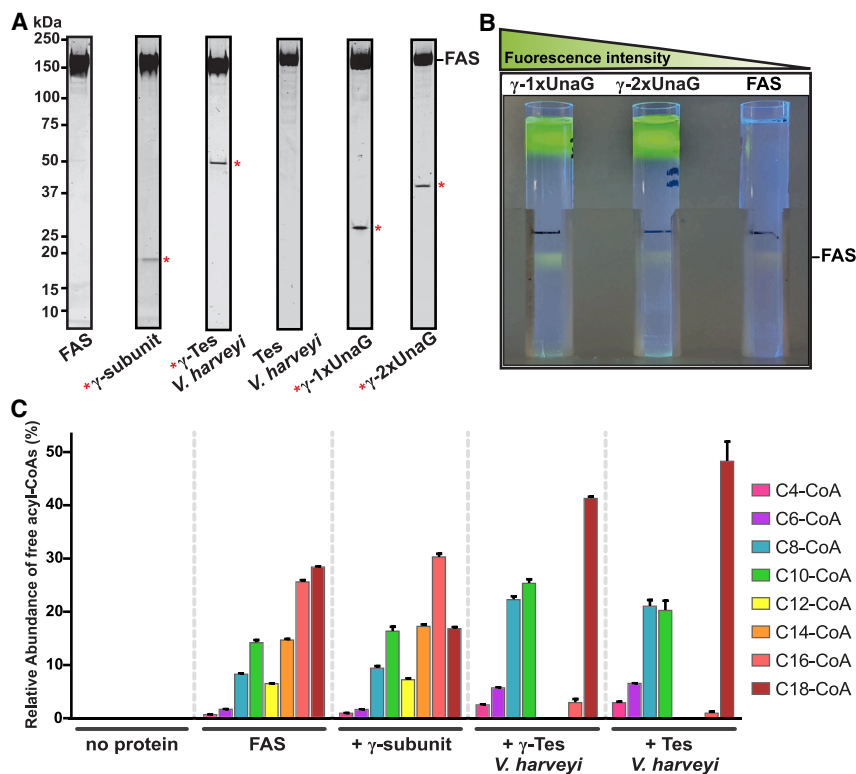 A
kDa
250
150
100
75
50
37
25
20
15
10
FAS
FAS
*γ-subunit
*γ-Tes
V. harveyi
Tes
V. harveyi
*γ-1xUnaG
*γ-2xUnaG
*
*
*
*
B
Fluorescence intensity
γ-1xUnaG γ-2xUnaG FAS
FAS
C
Relative Abundance of free acyl-CoAs (%)
50
40
30
20
10
0
no protein
FAS
+ γ-subunit
+ γ-Tes
V. harveyi
+ Tes
V. harveyi
C4-CoA
C6-CoA
C8-CoA
C10-CoA
C12-CoA
C14-CoA
C16-CoA
C18-CoA